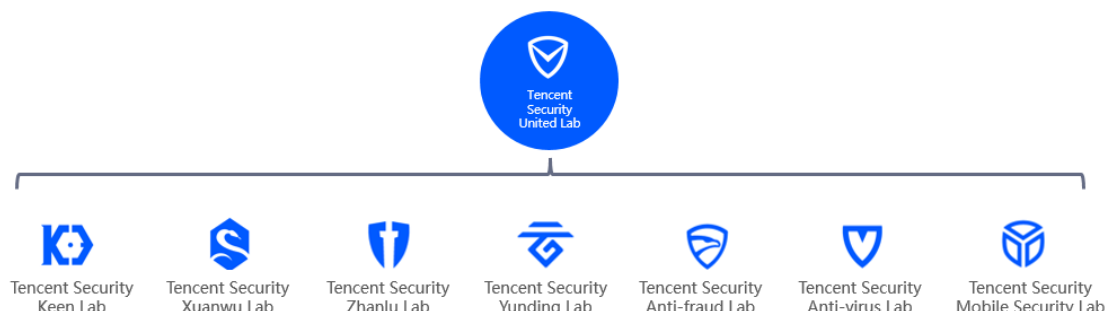 Tencent
Security
United Lab
Tencent Security
Keen Lab
Tencent Security
Xuanwu Lab
Tencent Security
Zhanlu Lab
Tencent Security
Yunding Lab
Tencent Security
Anti-fraud Lab
Tencent Security
Anti-virus Lab
Tencent Security
Mobile Security Lab